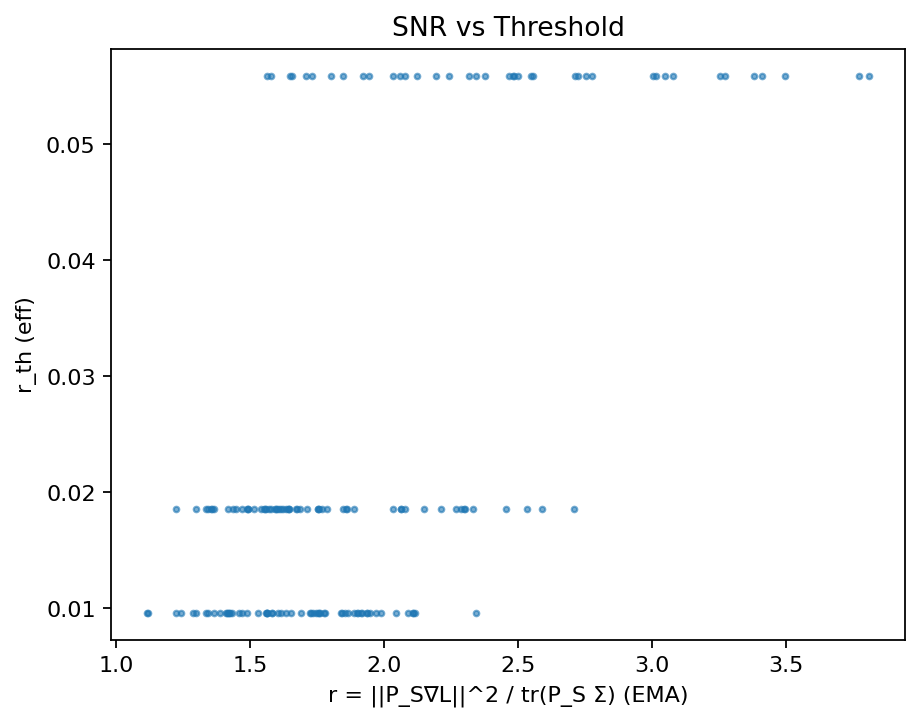 SNR vs Threshold
r_th (eff)
0.05
0.04
0.03
0.02
0.01
1.0 1.5 2.0 2.5 3.0 3.5
r = ||P_S∇L||^2 / tr(P_S Σ) (EMA)